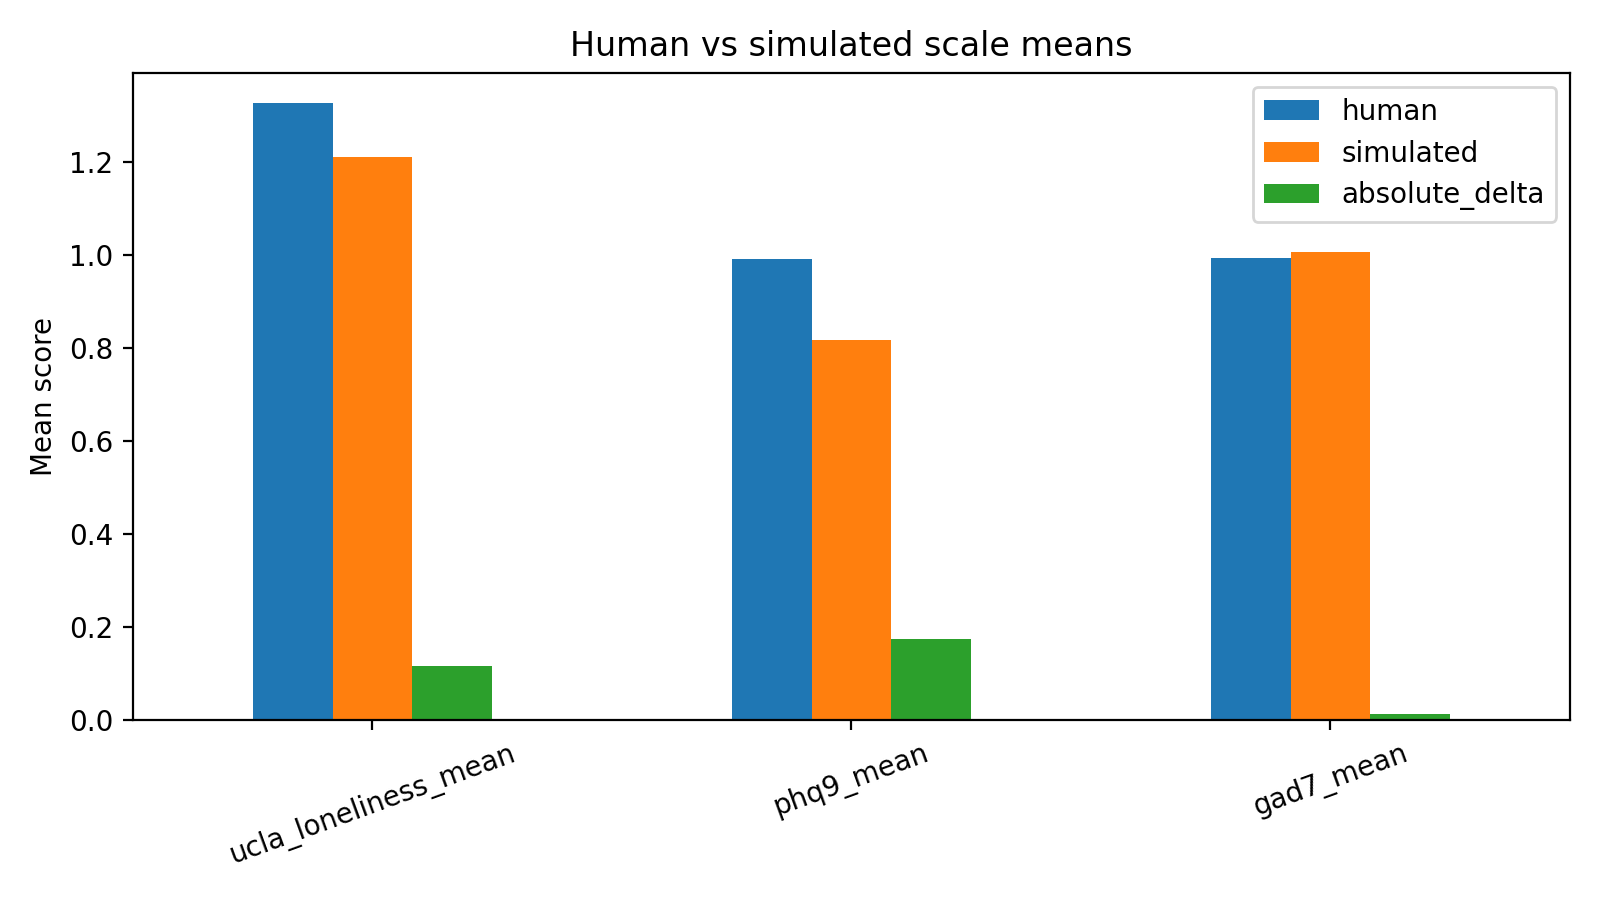 Human vs simulated scale means
human
simulated
absolute_delta
Mean score
1.2
1.0
0.8
0.6
0.4
0.2
0.0
ucla_loneliness_mean
phq9_mean
gad7_mean